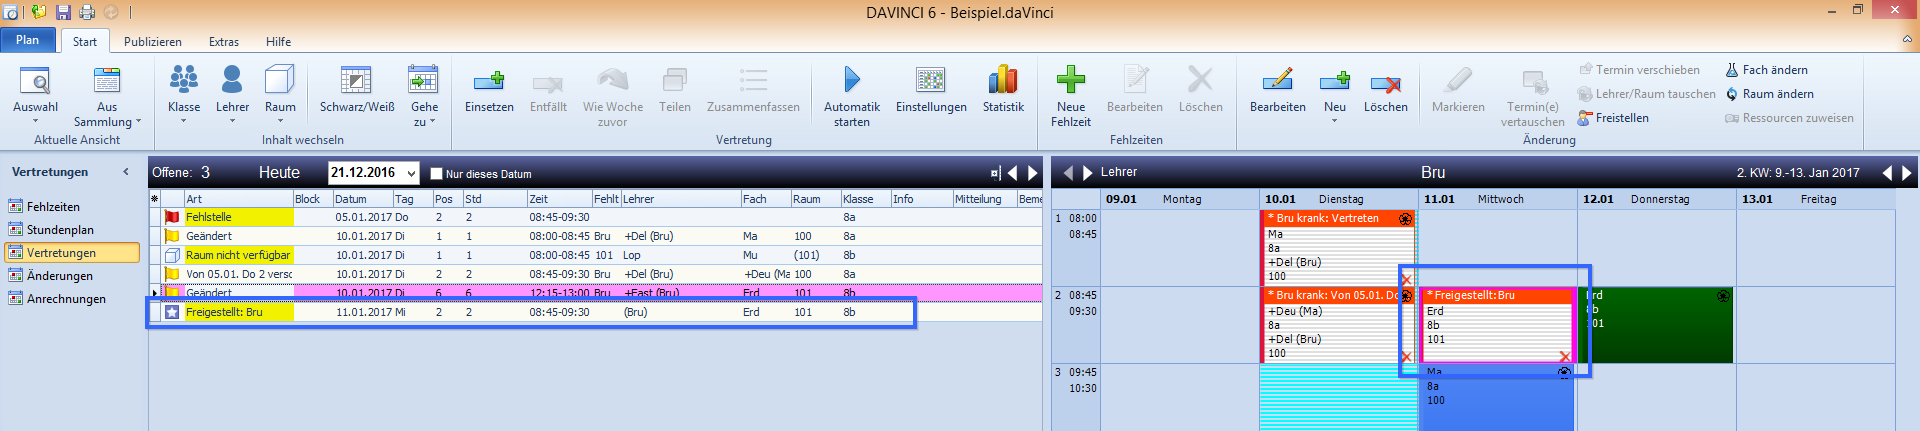 DAVINCI 6 - Beispiel.daVinci
Plan Start Publizieren Extras Hilfe
Auswahl
Aus Sammlung
Aktuelle Ansicht
Klasse
Lehrer
Raum
Schwarz/Weiß
Gehe zu
Inhalt wechseln
Einsetzen
Entfällt
Wie Woche zuvor
Teilen
Zusammenfassen
Automatik starten
Einstellungen
Statistik
Vertretung
Neue Fehlzeit
Bearbeiten
Löschen
Fehlzeiten
Bearbeiten
Neu
Löschen
Markieren
Termin(e) vertauschen
Termin verschieben
Lehrer/Raum tauschen
Freistellen
Fach ändern
Raum ändern
Ressourcen zuweisen
Änderung
Vertretungen
Fehlzeiten
Stundenplan
Vertretungen
Änderungen
Anrechnungen
Offene: 3 Heute 21.12.2016 Nur dieses Datum
Art Block Datum Tag Pos Std Zeit Fehlt Lehrer Fach Raum Klasse Info Mitteilung Beme
Fehlstelle 05.01.2017 Do 2 2 08:45-09:30 8a
Geändert 10.01.2017 Di 1 1 08:00-08:45 Bru +Del (Bru) Ma 100 8a
Raum nicht verfügbar 10.01.2017 Di 1 1 08:00-08:45 101 Lop Mu (101) 8b
Von 05.01. Do 2 versc 10.01.2017 Di 2 2 08:45-09:30 Bru +Del (Bru) +Deu (Ma 100 8a
Geändert 10.01.2017 Di 6 6 12:15-13:00 Bru +East (Bru) Erd 101 8b
Freigestellt: Bru 11.01.2017 Mi 2 2 08:45-09:30 (Bru) Erd 101 8b
Lehrer Bru 2. KW: 9.-13. Jan 2017
09.01 Montag 10.01 Dienstag 11.01 Mittwoch 12.01 Donnerstag 13.01 Freitag
1 08:00
08:45
* Bru krank: Vertreten
Ma
8a
+Del (Bru)
100
2 08:45
09:30
* Bru krank: Von 05.01. Do
+Deu (Ma)
8a
+Del (Bru)
100
* Freigestellt: Bru
Erd
8b
101
8b
3 09:45
10:30
Ma
8a
100